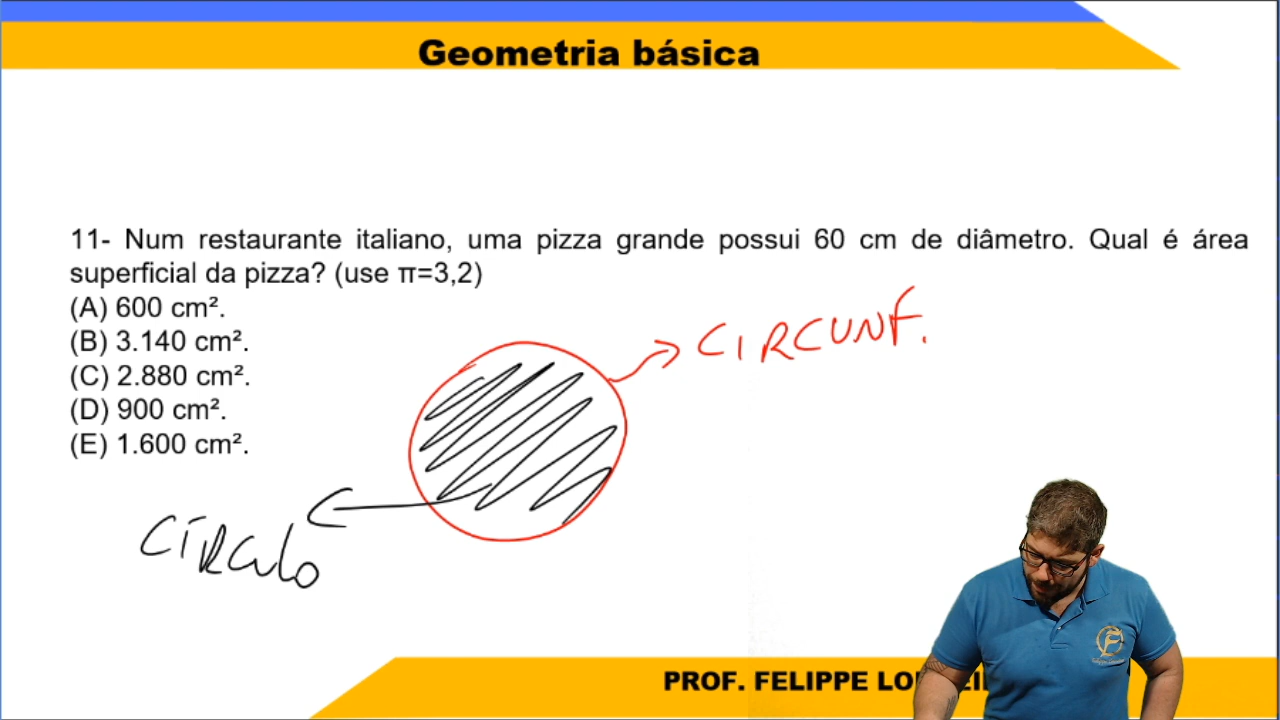 Geometria básica
11- Num restaurante italiano, uma pizza grande possui 60 cm de diâmetro. Qual é área
superficial da pizza? (use π=3,2)
(A) 600 cm².
(B) 3.140 cm².
(C) 2.880 cm².
(D) 900 cm².
(E) 1.600 cm².
CIRCUNF.
CÍRCulo
PROF. FELIPPE